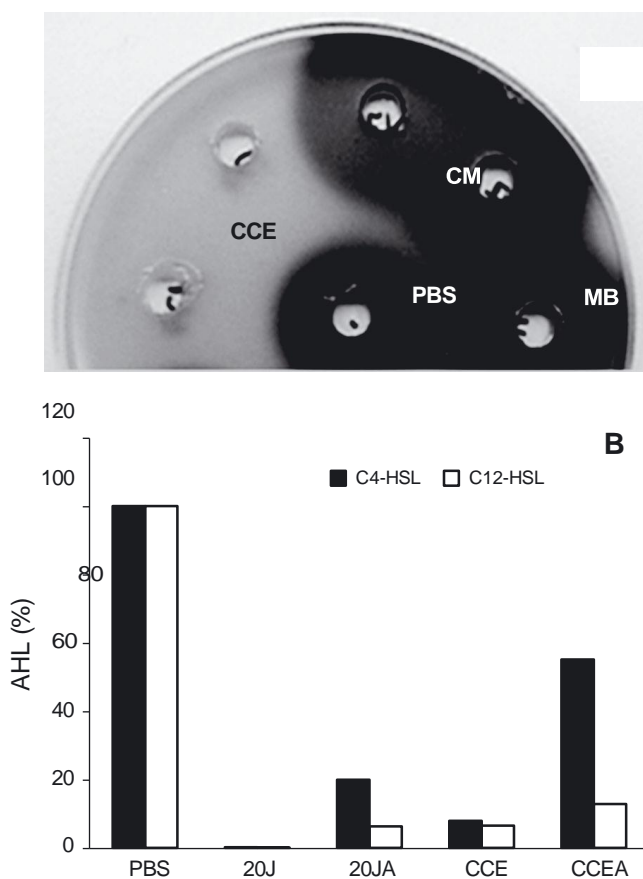 CM
CCE
PBS
MB
120
B
100
C4-HSL C12-HSL
80
60
AHL (%)
40
20
0
PBS 20J 20JA CCE CCEA